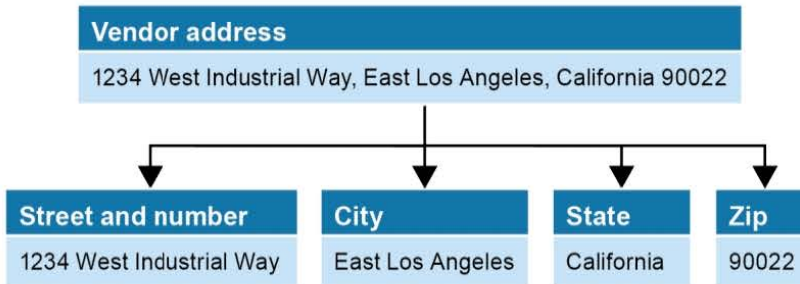 Vendor address
1234 West Industrial Way, East Los Angeles, California 90022
Street and number
City
State
Zip
1234 West Industrial Way
East Los Angeles
California
90022